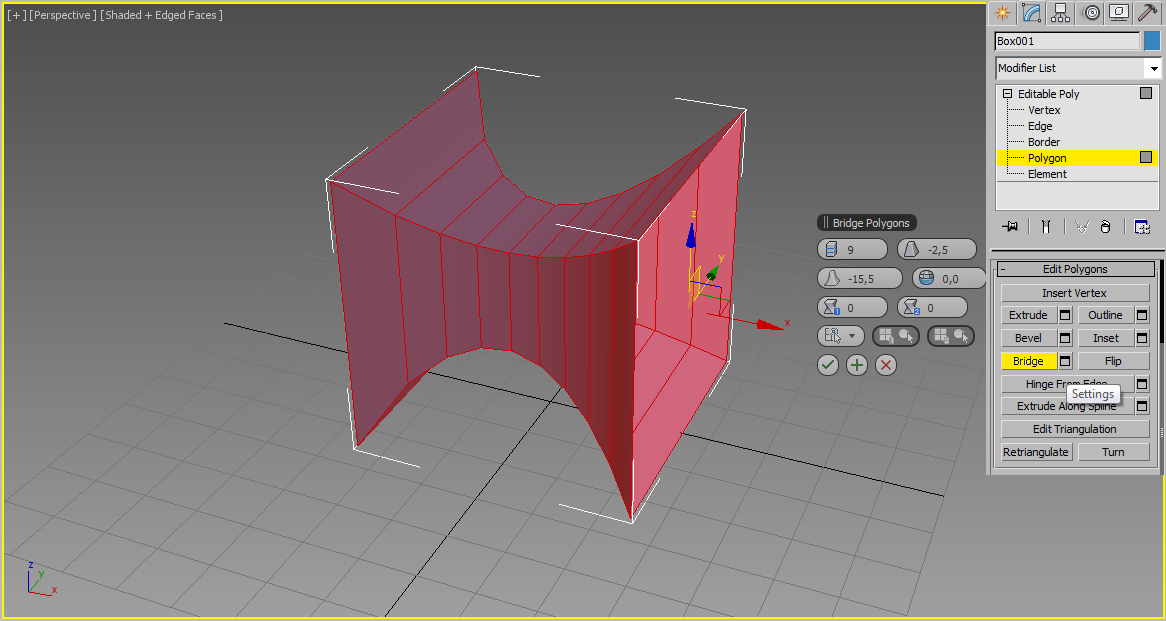 [+] [Perspective] [Shaded + Edged Faces]
Box001
Modifier List
Editable Poly
Vertex
Edge
Border
Polygon
Element
z
y
x
Bridge Polygons
9
-2,5
-15,5
0,0
1
0
2
0
- Edit Polygons
Insert Vertex
Extrude
Outline
Bevel
Inset
Bridge
Flip
Hinge From Edge
Settings
Extrude Along Spline
Edit Triangulation
Retriangulate
Turn
z
y
x